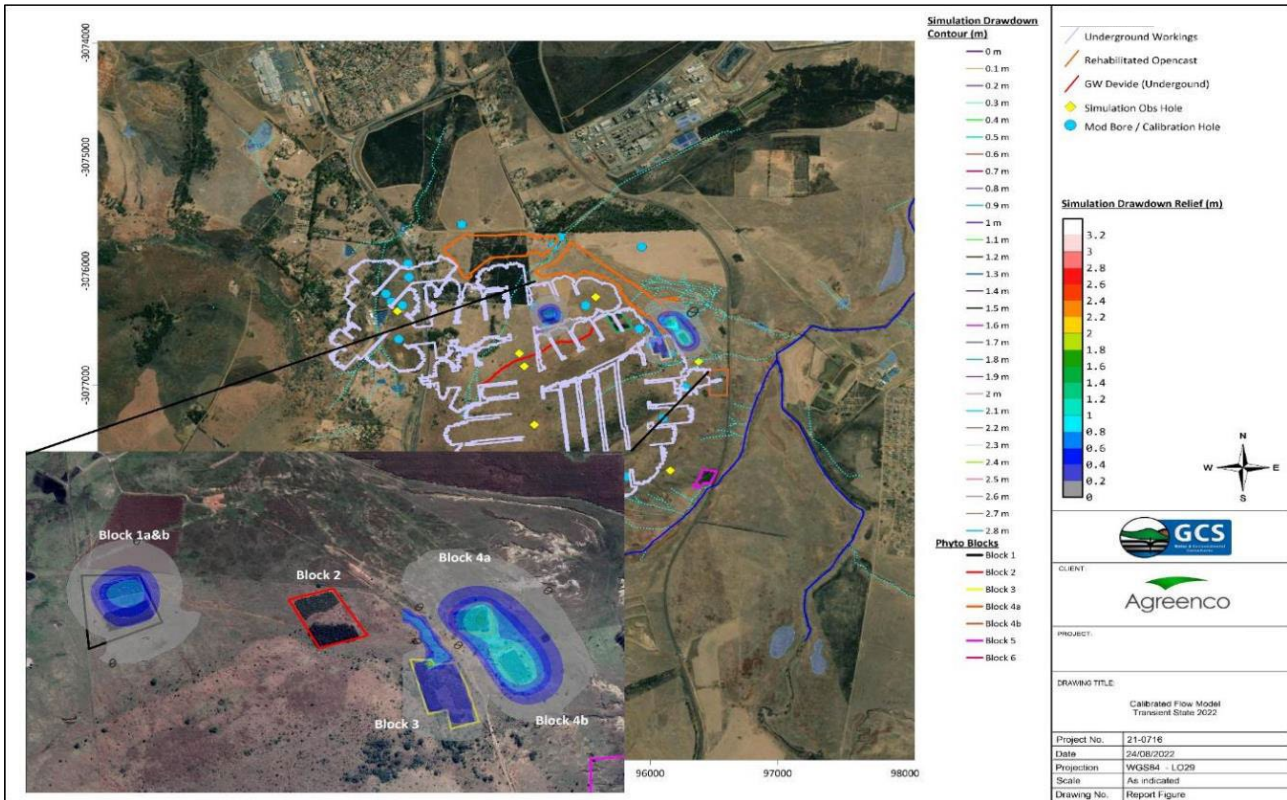 -3074000
-3075000
-3076000
-3077000
96000
97000
98000
Block 1a&b
Block 2
Block 4a
Block 3
Block 4b
Simulation Drawdown
Contour (m)
0 m
0.1 m
0.2 m
0.3 m
0.4 m
0.5 m
0.6 m
0.7 m
0.8 m
0.9 m
1 m
1.1 m
1.2 m
1.3 m
1.4 m
1.5 m
1.6 m
1.7 m
1.8 m
1.9 m
2 m
2.1 m
2.2 m
2.3 m
2.4 m
2.5 m
2.6 m
2.7 m
2.8 m
Phyto Blocks
Block 1
Block 2
Block 3
Block 4a
Block 4b
Block 5
Block 6
Underground Workings
Rehabilitated Opencast
GW Devide (Undergound)
Simulation Obs Hole
Mod Bore / Calibration Hole
Simulation Drawdown Relief (m)
3.2
3
2.8
2.6
2.4
2.2
2
1.8
1.6
1.4
1.2
1
0.8
0.6
0.4
0.2
0
N
W E
S
GCS
CLIENT:
Agreenco
PROJECT:
DRAWING TITLE:
Calibrated Flow Model
Transient State 2022
Project No. 21-0716
Date 24/08/2022
Projection WGS84 - LO29
Scale As indicated
Drawing No. Report Figure